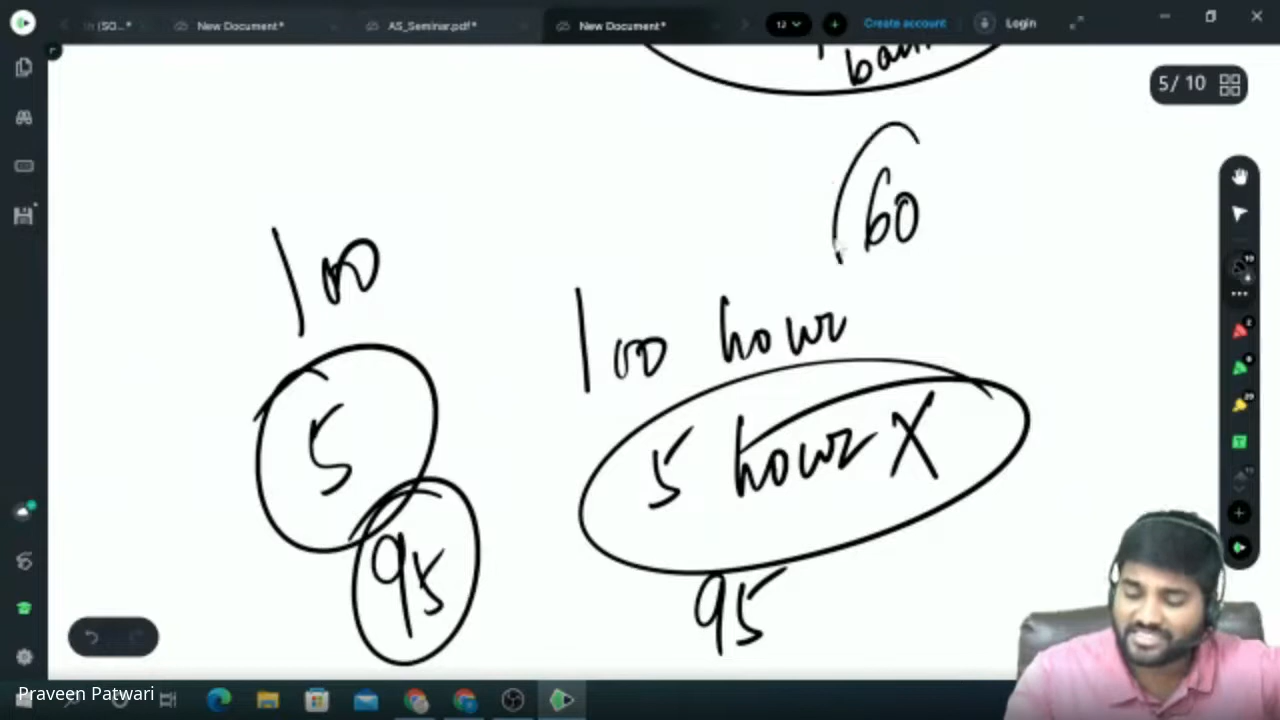 New Document*
AS_Seminar.pdf*
New Document*
12
Create account
Login
5/ 10
60
100
100 hour
5
5 hour X
95
95
Praveen Patwari